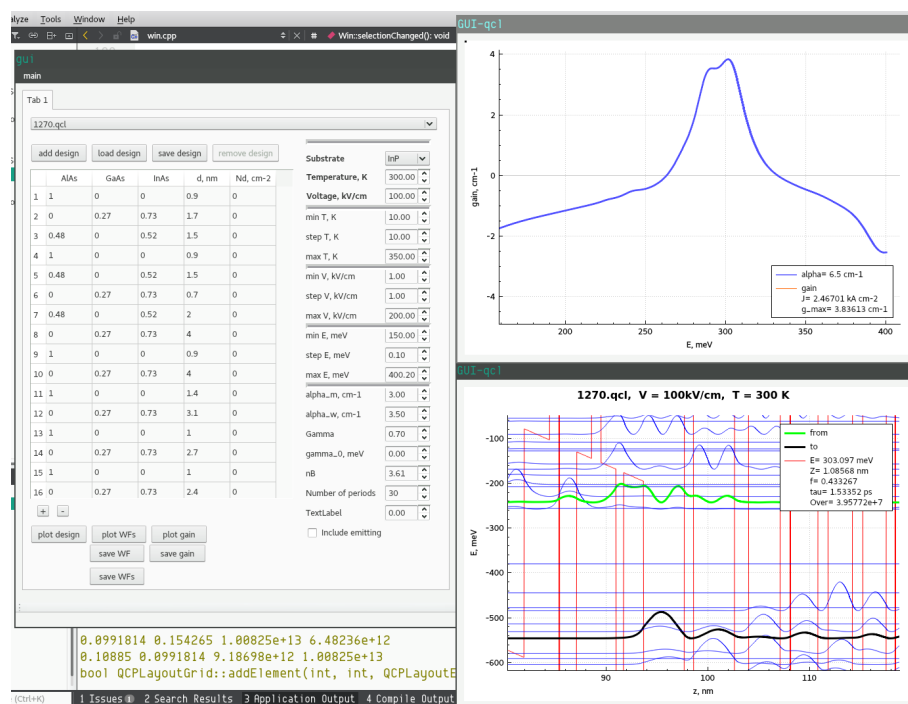 alyze Tools Window Help
win.cpp # Win::selectionChanged(): void
gui
main
Tab 1
1270.qcl
add design load design save design remove design
AlAs GaAs InAs d, nm Nd, cm-2
1 1 0 0 0.9 0
2 0 0.27 0.73 1.7 0
3 0.48 0 0.52 1.5 0
4 1 0 0 0.9 0
5 0.48 0 0.52 1.5 0
6 0 0.27 0.73 0.7 0
7 0.48 0 0.52 2 0
8 0 0.27 0.73 4 0
9 1 0 0 0.9 0
10 0 0.27 0.73 4 0
11 1 0 0 1.4 0
12 0 0.27 0.73 3.1 0
13 1 0 0 1 0
14 0 0.27 0.73 2.7 0
15 1 0 0 1 0
16 0 0.27 0.73 2.4 0
+ -
plot design plot WFs plot gain
save WF save gain
save WFs
Substrate InP
Temperature, K 300.00
Voltage, kV/cm 100.00
min T, K 10.00
step T, K 10.00
max T, K 350.00
min V, kV/cm 1.00
step V, kV/cm 1.00
max V, kV/cm 200.00
min E, meV 150.00
step E, meV 0.10
max E, meV 400.20
alpha_m, cm-1 3.00
alpha_w, cm-1 3.50
Gamma 0.70
gamma_0, meV 0.00
nB 3.61
Number of periods 30
TextLabel 0.00
Include emitting
0.0991814 0.154265 1.00825e+13 6.48236e+12
0.10885 0.0991814 9.18698e+12 1.00825e+13
bool QCPLayoutGrid::addElement(int, int, QCPLayoutE
(Ctrl+K) 1 Issues 1 2 Search Results 3 Application Output 4 Compile Output
GUI-qcl
4
2
0
-2
-4
gain, cm-1
200 250 300 350 400
E, meV
alpha= 6.5 cm-1
gain
J= 2.46701 kA cm-2
g_max= 3.83613 cm-1
GUI-qcl
1270.qcl, V = 100kV/cm, T = 300 K
-100
-200
-300
-400
-500
-600
E, meV
90 100 110
z, nm
from
to
E= 303.097 meV
Z= 1.08568 nm
f= 0.433267
tau= 1.53352 ps
Over= 3.95772e+7